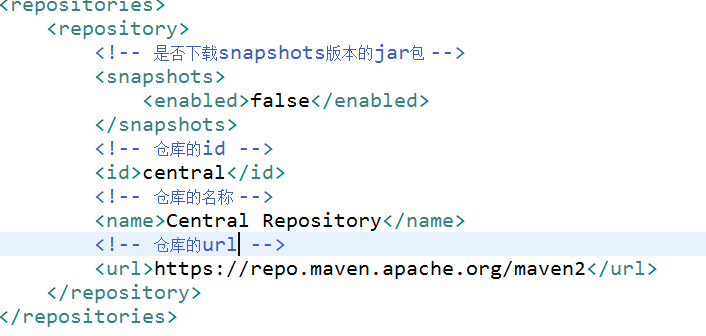 <repositories>
<repository>
<!-- 是否下载snapshots版本的jar包 -->
<snapshots>
<enabled>false</enabled>
</snapshots>
<!-- 仓库的id -->
<id>central</id>
<!-- 仓库的名称 -->
<name>Central Repository</name>
<!-- 仓库的url -->
<url>https://repo.maven.apache.org/maven2</url>
</repository>
</repositories>